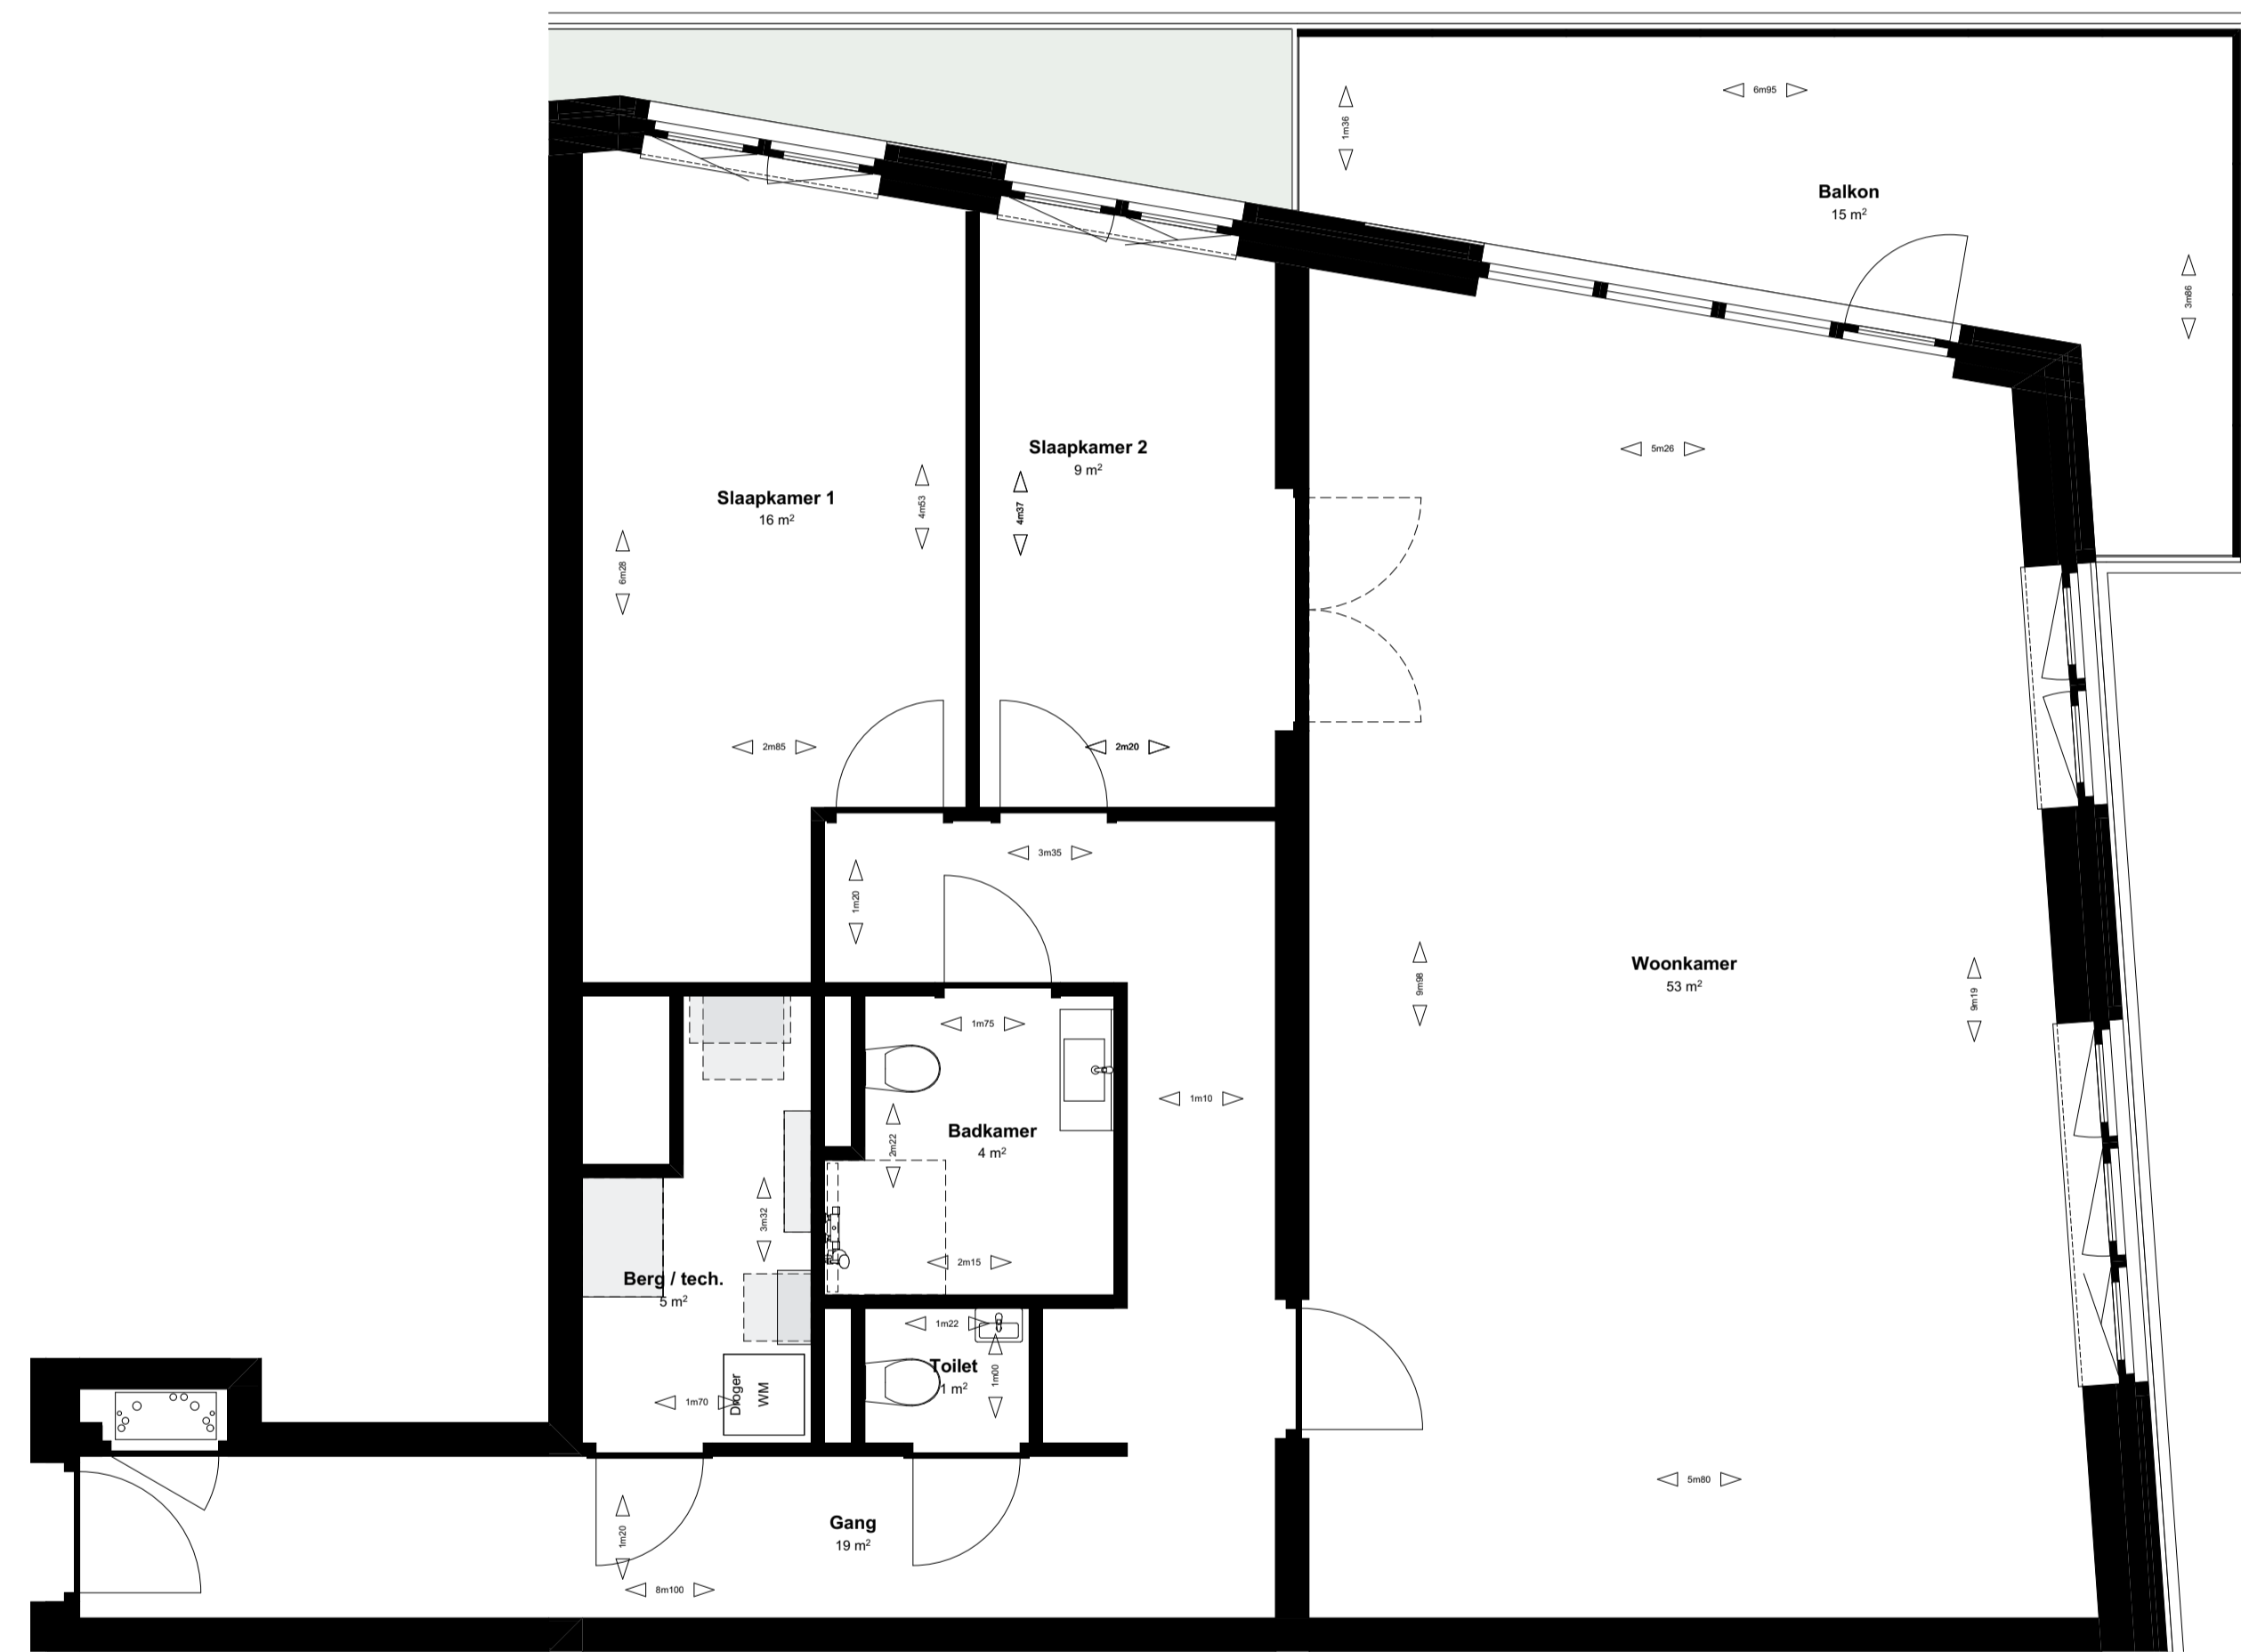 6m95
1m36
Balkon
15 m²
3m86
Slaapkamer 2
9 m²
5m26
Slaapkamer 1
16 m²
4m53
4m37
6m28
2m85
2m20
3m35
1m20
Woonkamer
53 m²
9m98
9m19
1m75
1m10
Badkamer
4 m²
2m22
3m32
2m15
Berg / tech.
5 m²
1m22
Toilet
1 m²
1m00
1m70
Droger
WM
5m80
Gang
19 m²
1m20
8m100